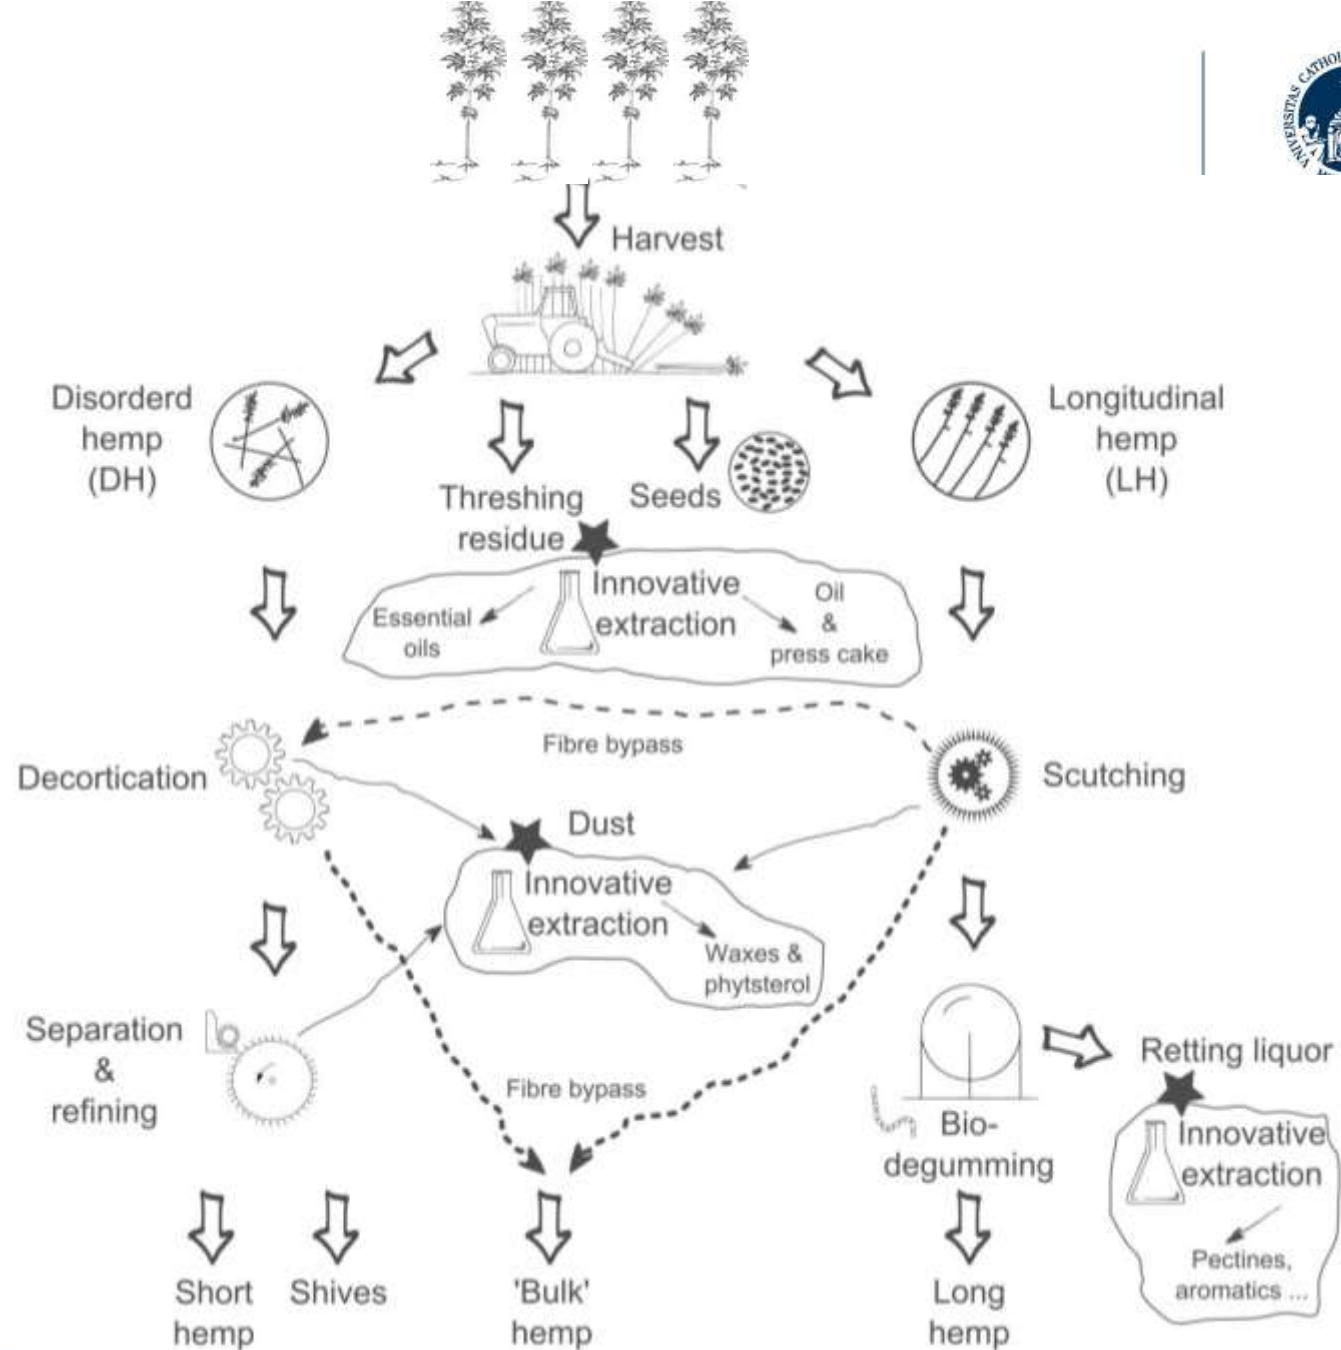 UNIVERSITAS CATHOL
Harvest
Disorderd
hemp
(DH)
Longitudinal
hemp
(LH)
Threshing
residue
Seeds
Innovative
extraction
Essential
oils
Oil
&
press cake
Fibre bypass
Decortication
Scutching
Dust
Innovative
extraction
Waxes &
phytsterol
Separation
&
refining
Fibre bypass
Bio-
degumming
Retting liquor
Innovative
extraction
Pectines,
aromatics ...
Short
hemp
Shives
'Bulk'
hemp
Long
hemp